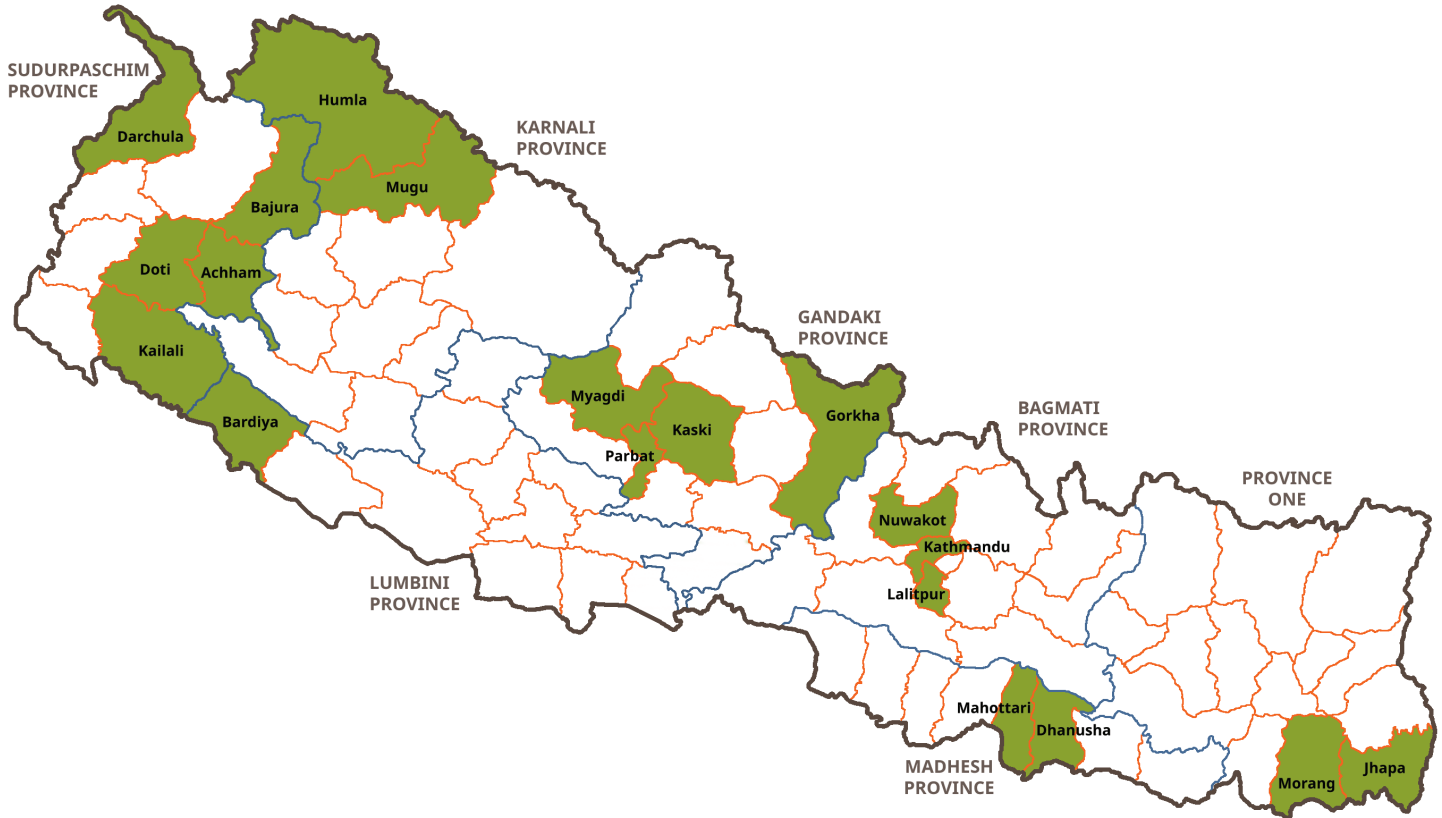 SUDURPASCHIM
PROVINCE
Humla
Darchula
KARNALI
PROVINCE
Mugu
Bajura
Doti
Achham
Kailali
Bardiya
GANDAKI
PROVINCE
Myagdi
Gorkha
Kaski
Parbat
BAGMATI
PROVINCE
PROVINCE
ONE
Nuwakot
Kathmandu
Lalitpur
LUMBINI
PROVINCE
Mahottari
Dhanusha
MADHESH
PROVINCE
Morang
Jhapa